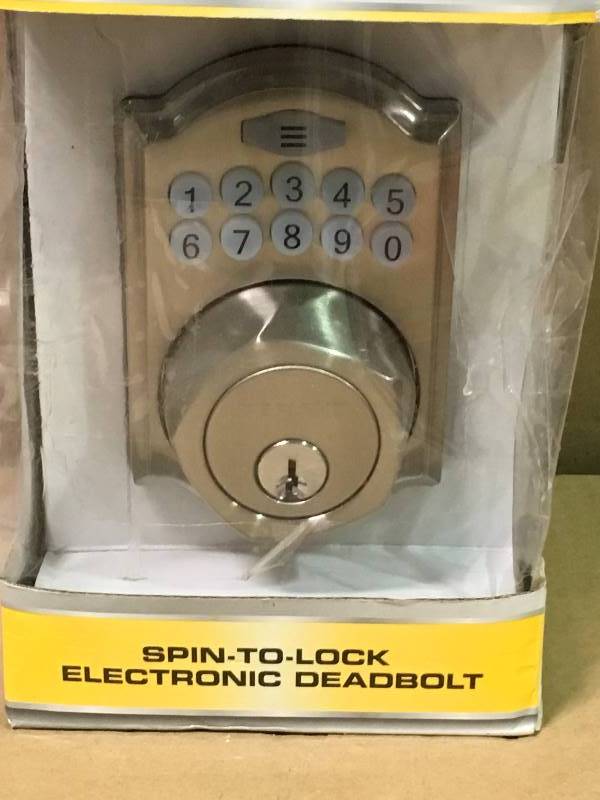 1 2 3 4 5
6 7 8 9 0
SPIN-TO-LOCK
ELECTRONIC DEADBOLT